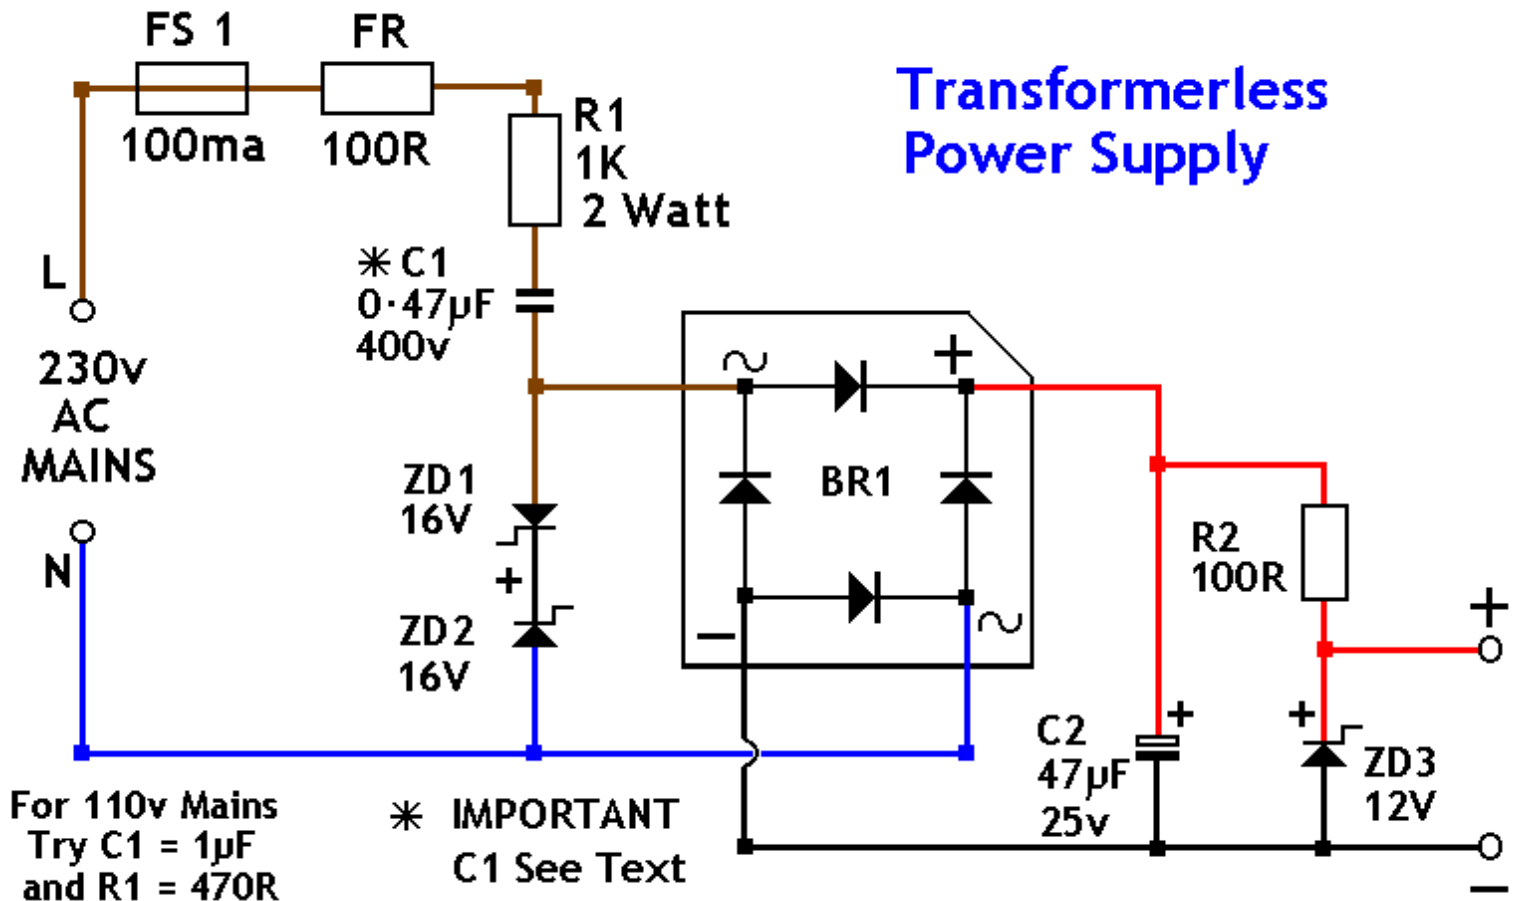 FS 1
100ma
FR
100R
Transformerless
Power Supply
R1
1K
2 Watt
L
✳ C1
0·47µF
400v
230v
AC
MAINS
N
ZD1
16V
+
ZD2
16V
~
+
BR1
−
~
R2
100R
+
C2
47µF
25v
+
+
ZD3
12V
−
For 110v Mains
Try C1 = 1µF
and R1 = 470R
✳ IMPORTANT
C1 See Text